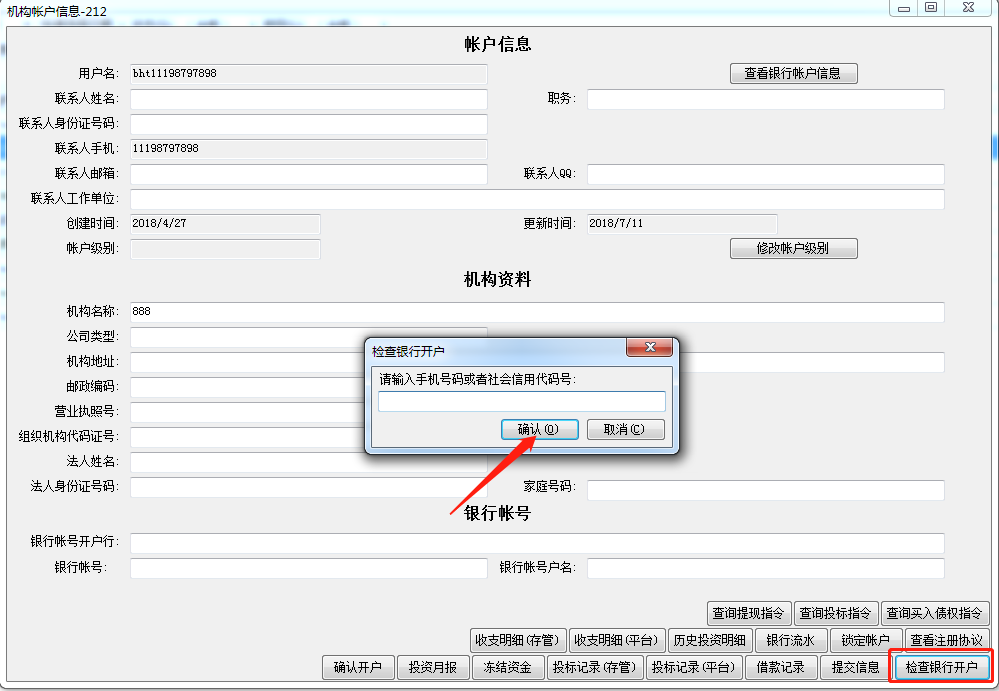 机构帐户信息-212
帐户信息
用户名: bht11198797898 查看银行帐户信息
联系人姓名: 职务:
联系人身份证号码:
联系人手机: 11198797898
联系人邮箱: 联系人QQ:
联系人工作单位:
创建时间: 2018/4/27 更新时间: 2018/7/11
帐户级别: 修改帐户级别
机构资料
机构名称: 888
公司类型:
机构地址:
邮政编码:
营业执照号:
组织机构代码证号:
法人姓名:
法人身份证号码: 家庭号码:
检查银行开户
请输入手机号码或者社会信用代码号:
确认(O) 取消(C)
银行帐号
银行帐号开户行:
银行帐号: 银行帐号户名:
查询提现指令 查询投标指令 查询买入债权指令
收支明细(存管) 收支明细(平台) 历史投资明细 银行流水 锁定帐户 查看注册协议
确认开户 投资月报 冻结资金 投标记录(存管) 投标记录(平台) 借款记录 提交信息 检查银行开户